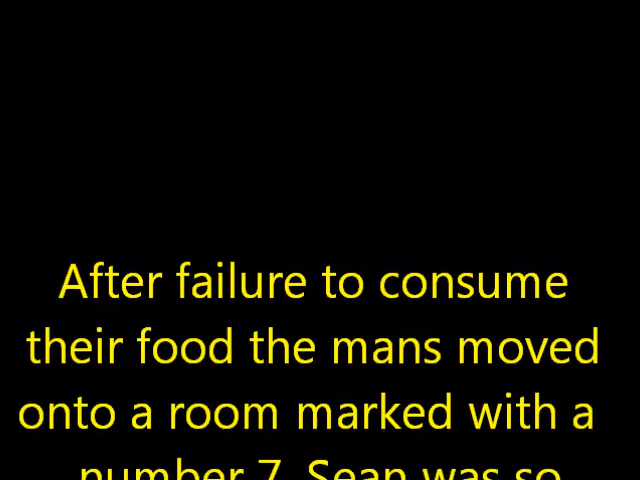 After failure to consume
their food the mans moved
onto a room marked with a
number 7. Sean was so